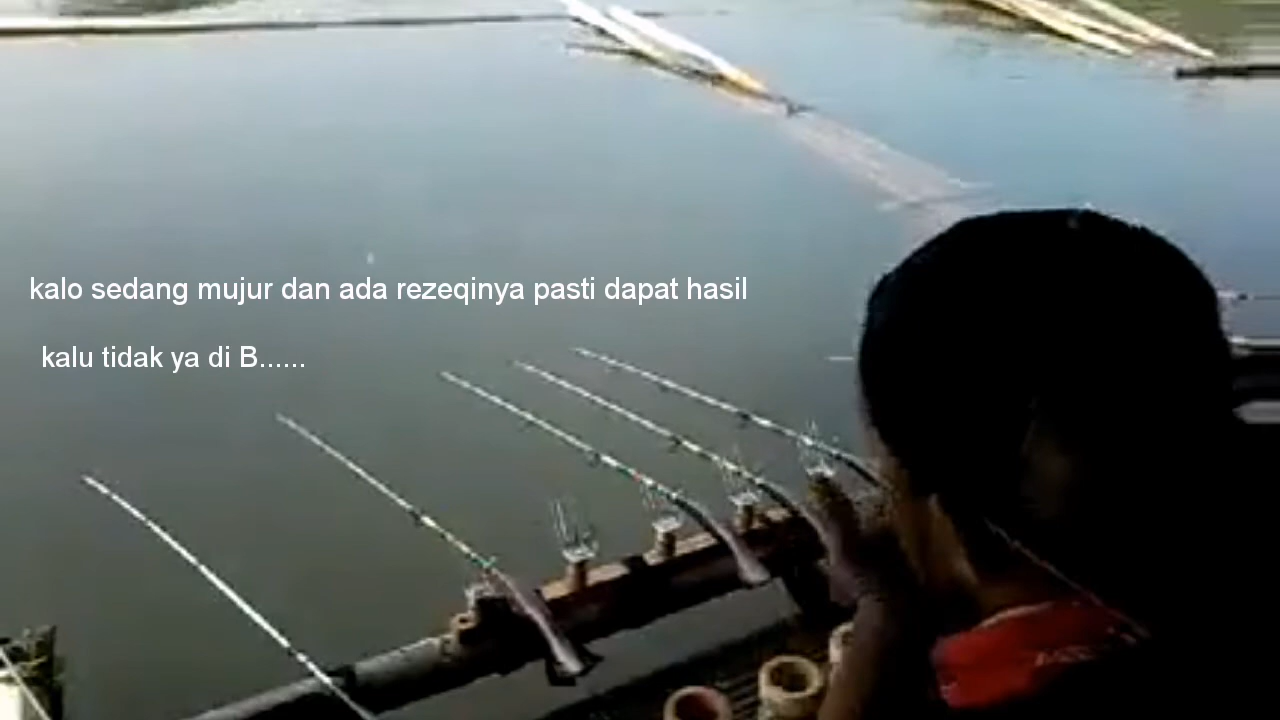 kalo sedang mujur dan ada rezeqinya pasti dapat hasil
kalu tidak ya di B......